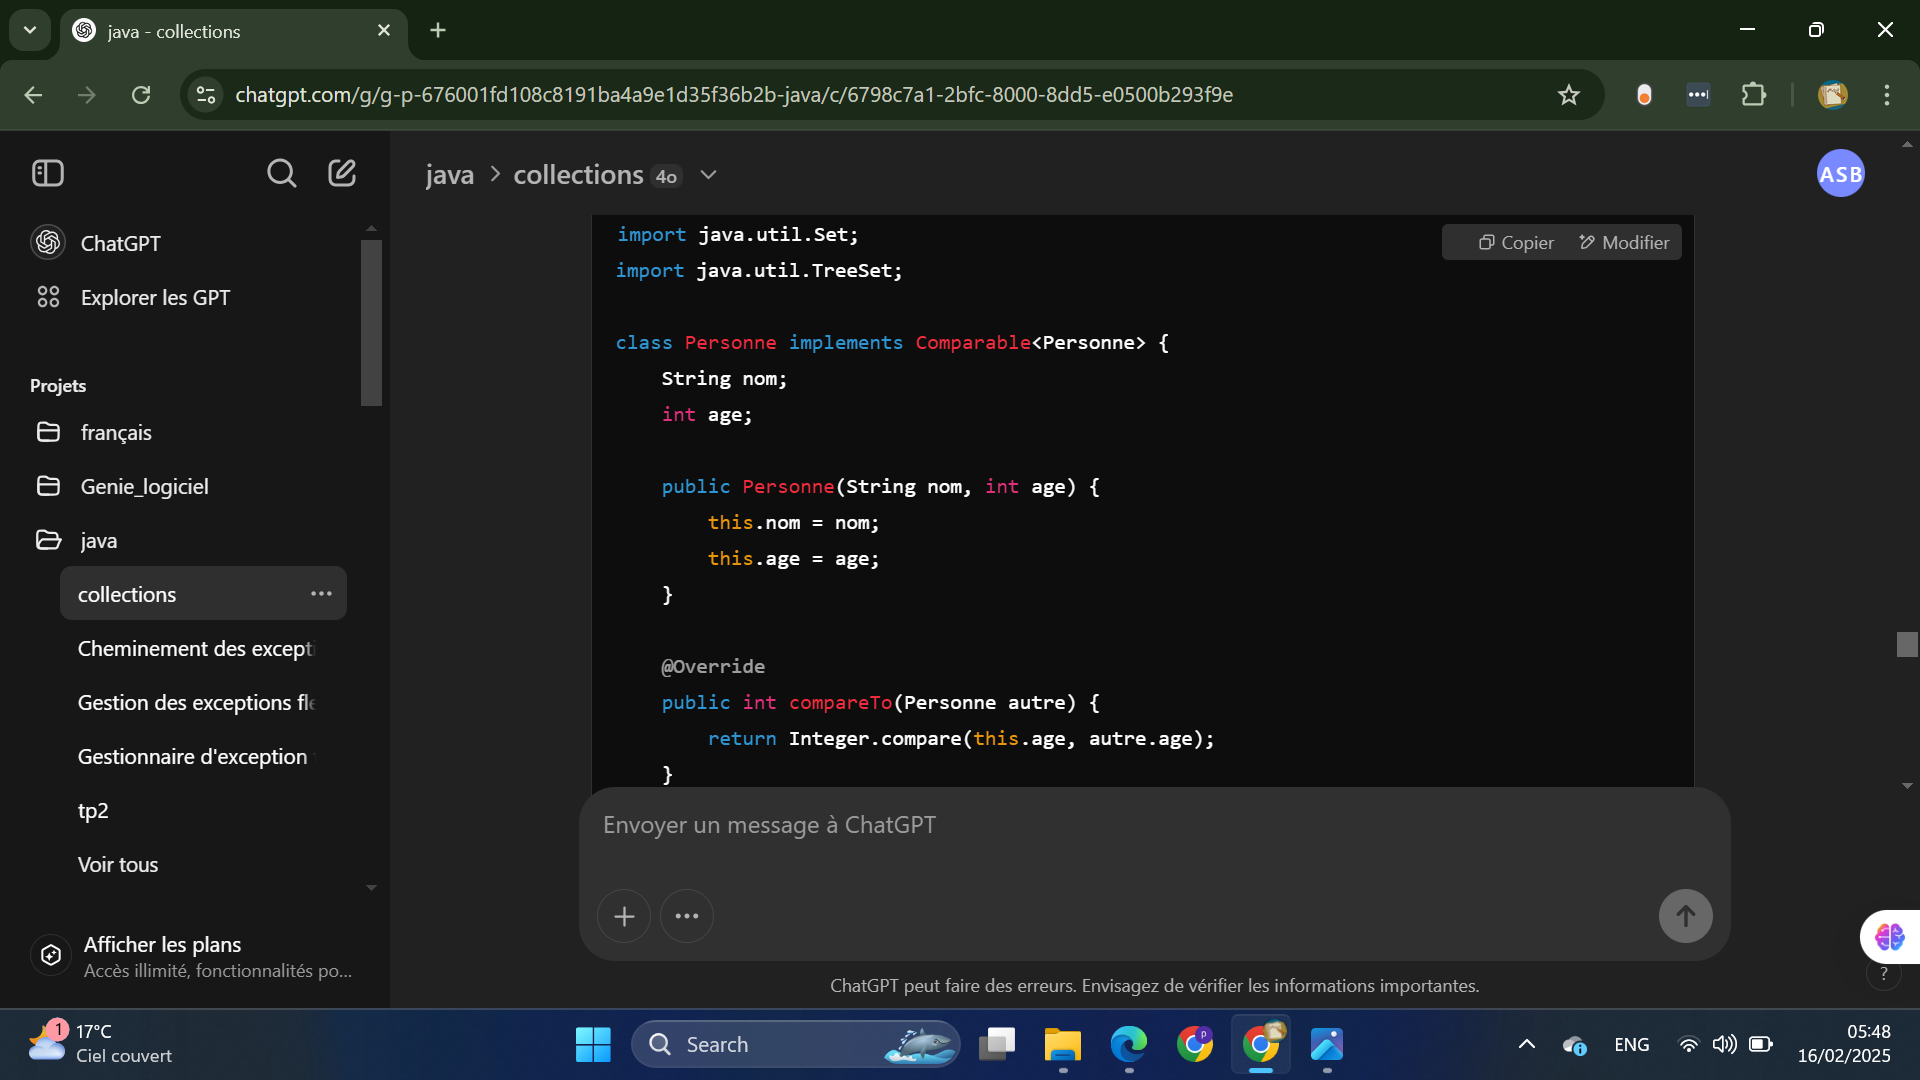 java - collections
chatgpt.com/g/g-p-676001fd108c8191ba4a9e1d35f36b2b-java/c/6798c7a1-2bfc-8000-8dd5-e0500b293f9e
ChatGPT
Explorer les GPT
Projets
français
Genie_logiciel
java
collections
Cheminement des excepti
Gestion des exceptions
Gestionnaire d'exception
tp2
Voir tous
Afficher les plans
Accès illimité, fonctionnalités po...
java > collections 4o
ASB
Copier Modifier
import java.util.Set;
import java.util.TreeSet;
class Personne implements Comparable<Personne> {
String nom;
int age;
public Personne(String nom, int age) {
this.nom = nom;
this.age = age;
}
@Override
public int compareTo(Personne autre) {
return Integer.compare(this.age, autre.age);
}
Envoyer un message à ChatGPT
ChatGPT peut faire des erreurs. Envisagez de vérifier les informations importantes.
?
1
17°C
Ciel couvert
Search
P
ENG
05:48
16/02/2025